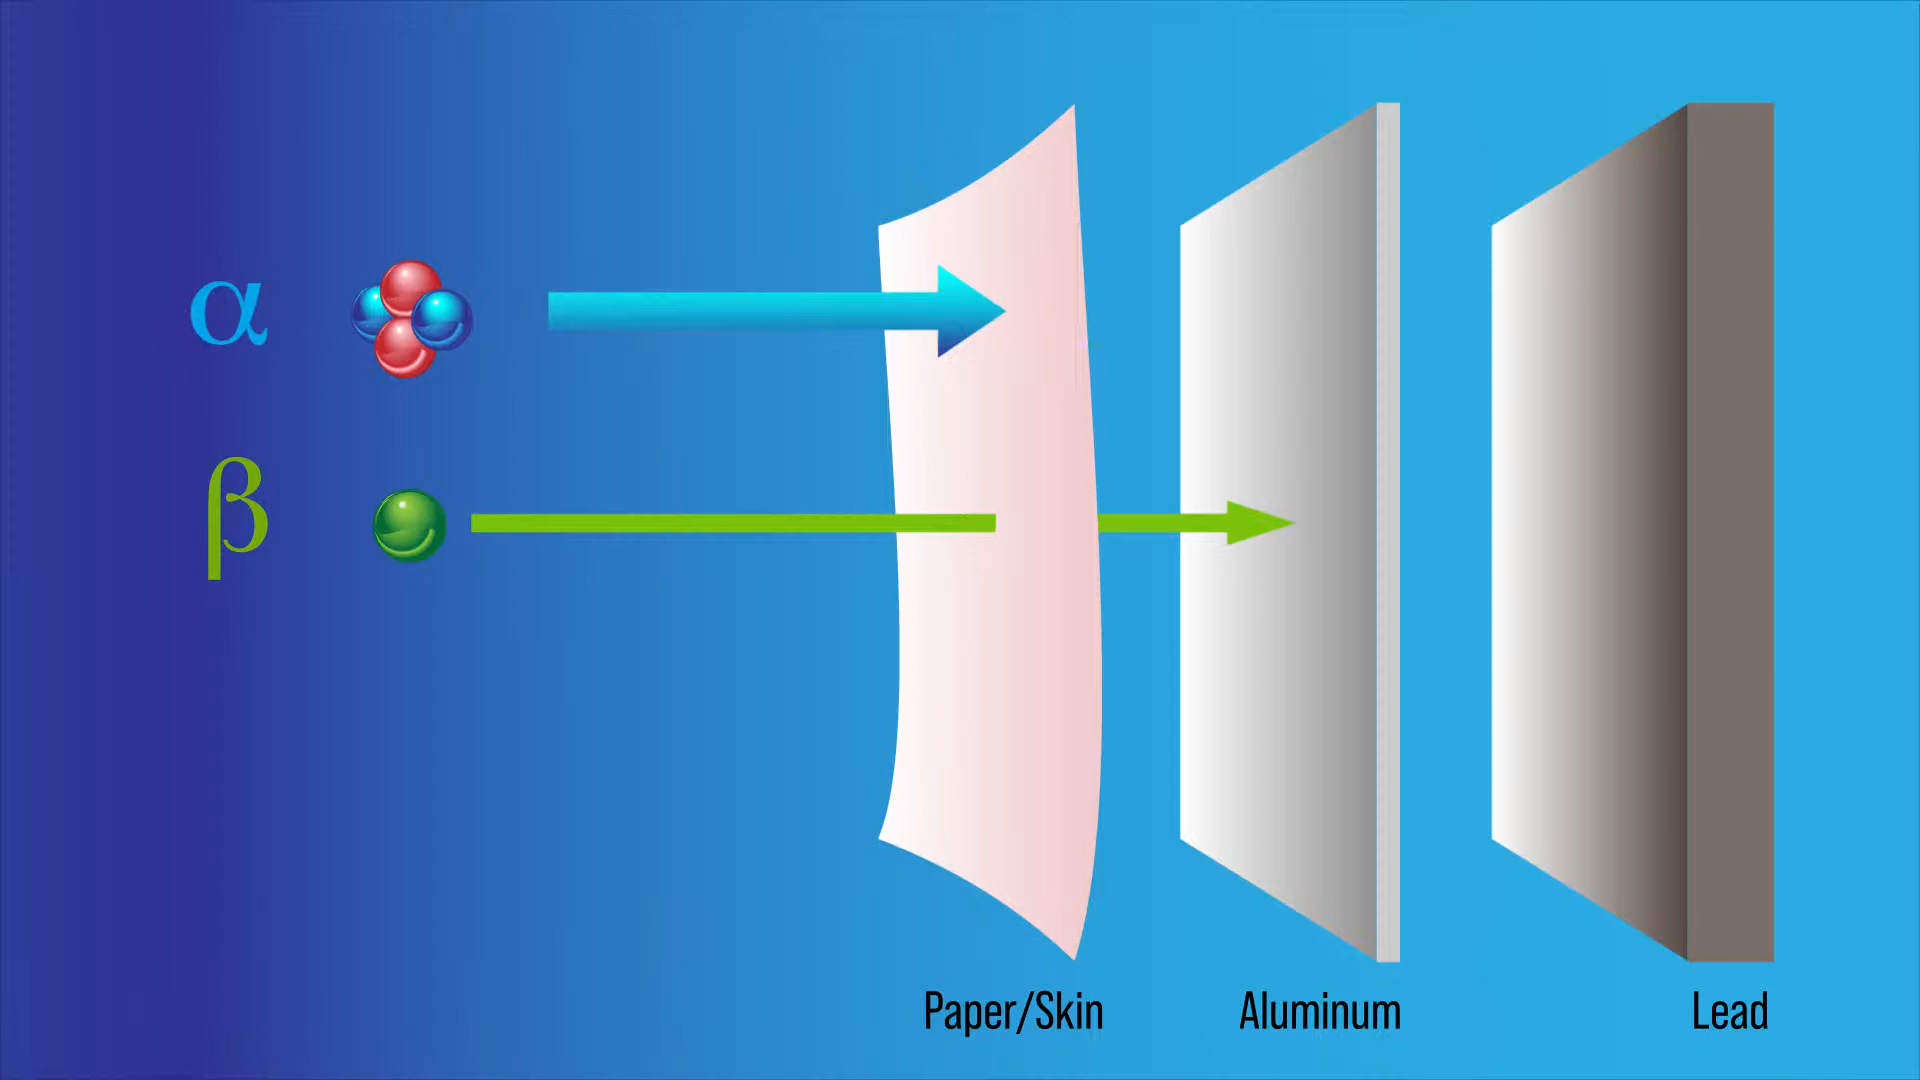 α
β
Paper/Skin
Aluminum
Lead